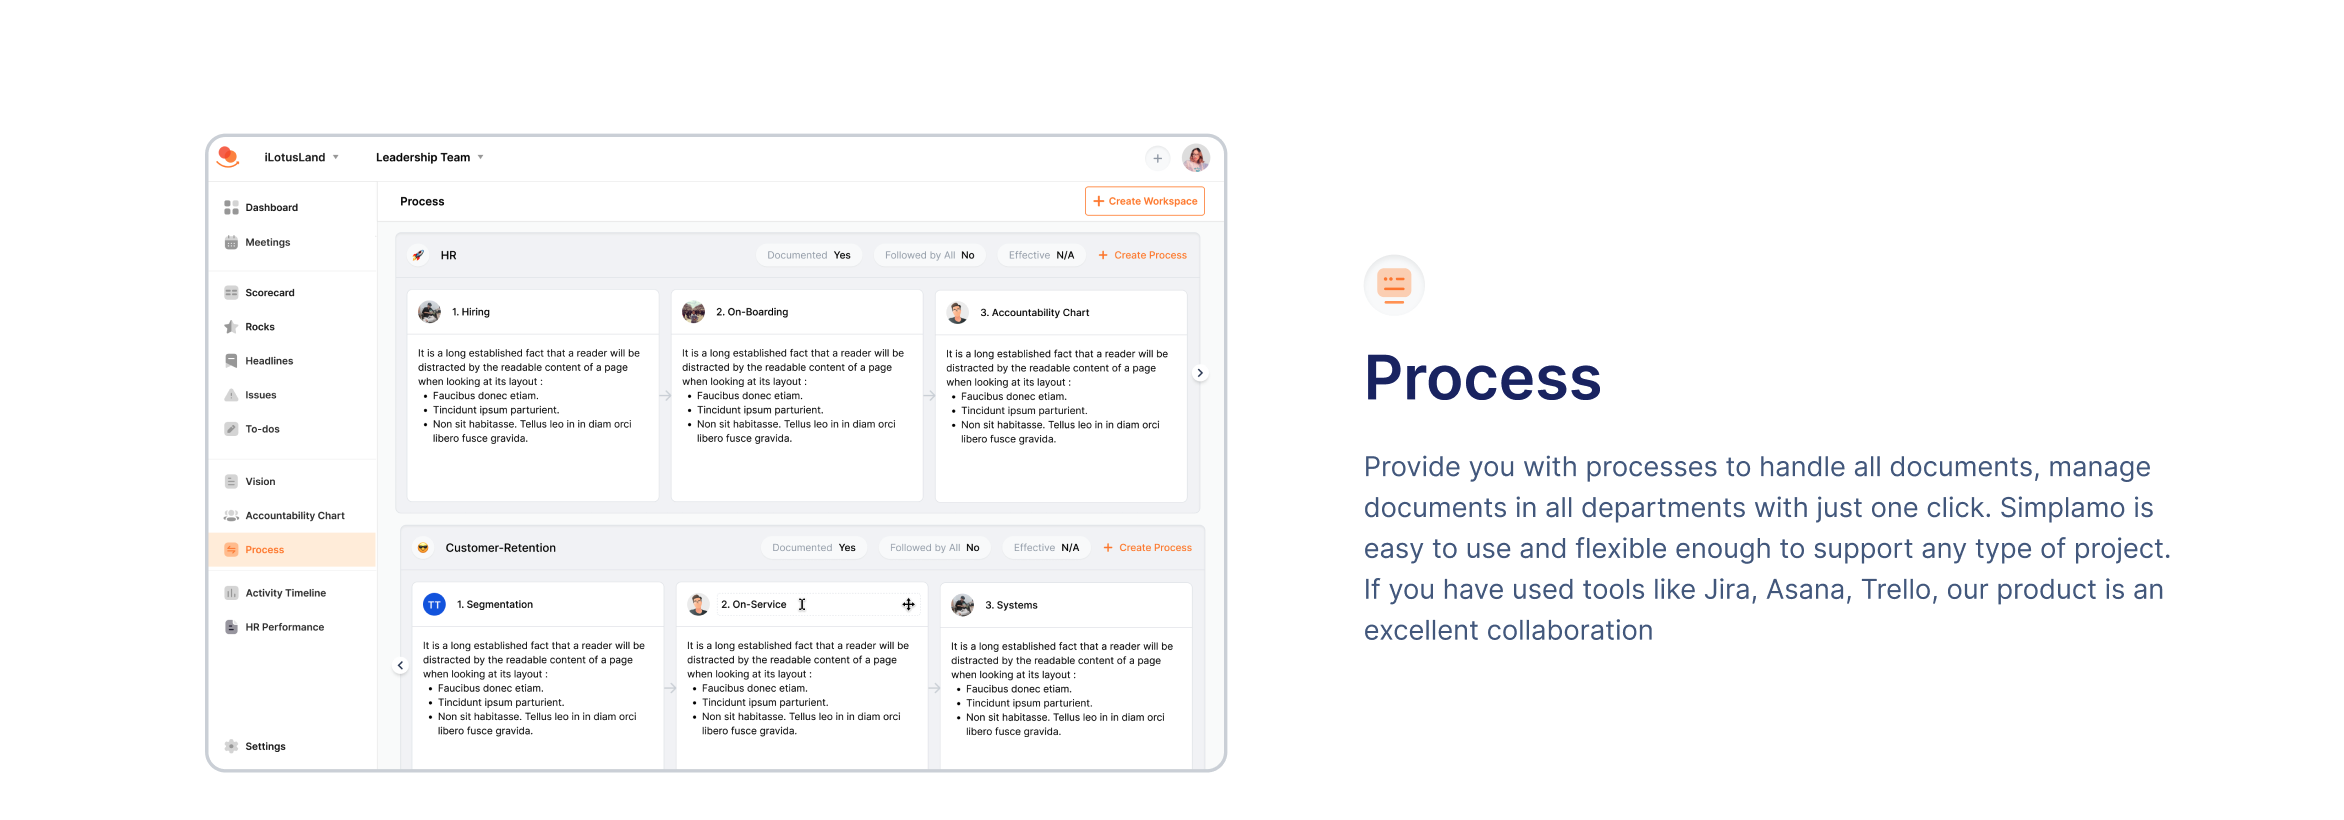 iLotusLand
Leadership Team
Dashboard
Meetings
Scorecard
Rocks
Headlines
Issues
To-dos
Vision
Accountability Chart
Process
Activity Timeline
HR Performance
Settings
Process
Create Workspace
HR
Documented Yes
Followed by All No
Effective N/A
Create Process
1. Hiring
It is a long established fact that a reader will be
distracted by the readable content of a page
when looking at its layout :
• Faucibus donec etiam.
• Tincidunt ipsum parturient.
• Non sit habitasse. Tellus leo in in diam orci
libero fusce gravida.
2. On-Boarding
It is a long established fact that a reader will be
distracted by the readable content of a page
when looking at its layout :
• Faucibus donec etiam.
• Tincidunt ipsum parturient.
• Non sit habitasse. Tellus leo in in diam orci
libero fusce gravida.
3. Accountability Chart
It is a long established fact that a reader will be
distracted by the readable content of a page
when looking at its layout :
• Faucibus donec etiam.
• Tincidunt ipsum parturient.
• Non sit habitasse. Tellus leo in in diam orci
libero fusce gravida.
Customer-Retention
Documented Yes
Followed by All No
Effective N/A
Create Process
TT
1. Segmentation
It is a long established fact that a reader will be
distracted by the readable content of a page
when looking at its layout :
• Faucibus donec etiam.
• Tincidunt ipsum parturient.
• Non sit habitasse. Tellus leo in in diam orci
libero fusce gravida.
2. On-Service
It is a long established fact that a reader will be
distracted by the readable content of a page
when looking at its layout :
• Faucibus donec etiam.
• Tincidunt ipsum parturient.
• Non sit habitasse. Tellus leo in in diam orci
libero fusce gravida.
3. Systems
It is a long established fact that a reader will be
distracted by the readable content of a page
when looking at its layout :
• Faucibus donec etiam.
• Tincidunt ipsum parturient.
• Non sit habitasse. Tellus leo in in diam orci
libero fusce gravida.
Process
Provide you with processes to handle all documents, manage
documents in all departments with just one click. Simplamo is
easy to use and flexible enough to support any type of project.
If you have used tools like Jira, Asana, Trello, our product is an
excellent collaboration